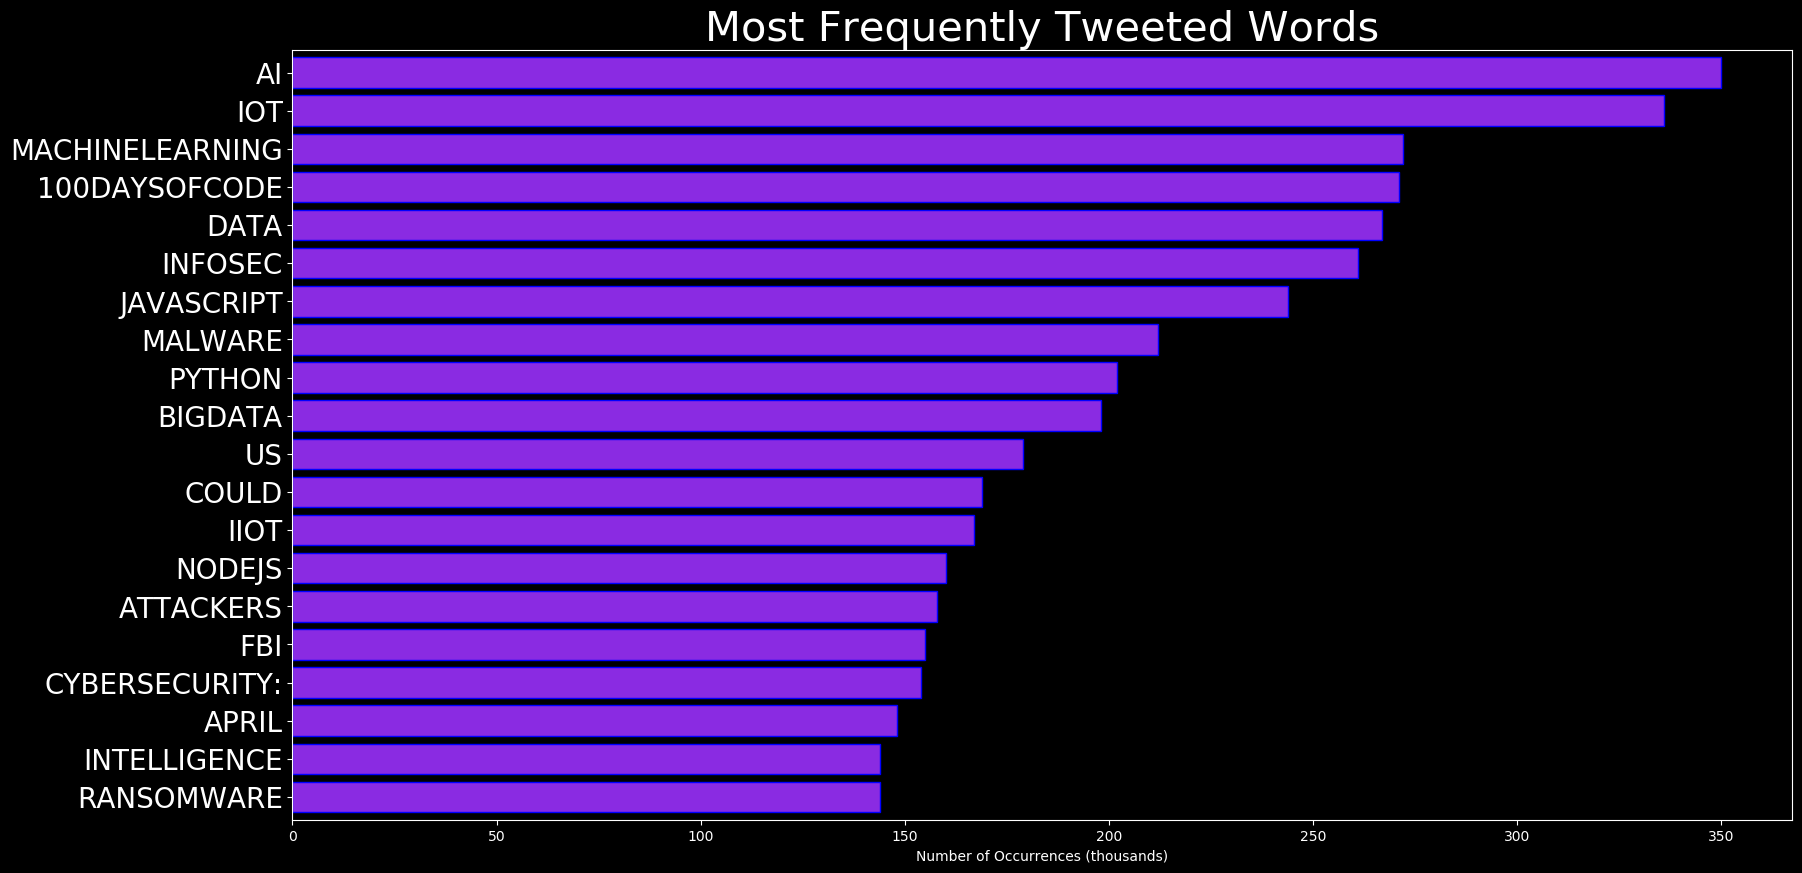 Most Frequently Tweeted Words
AI
IOT
MACHINELEARNING
100DAYSOFCODE
DATA
INFOSEC
JAVASCRIPT
MALWARE
PYTHON
BIGDATA
US
COULD
IIOT
NODEJS
ATTACKERS
FBI
CYBERSECURITY:
APRIL
INTELLIGENCE
RANSOMWARE
0 50 100 150 200 250 300 350
Number of Occurrences (thousands)